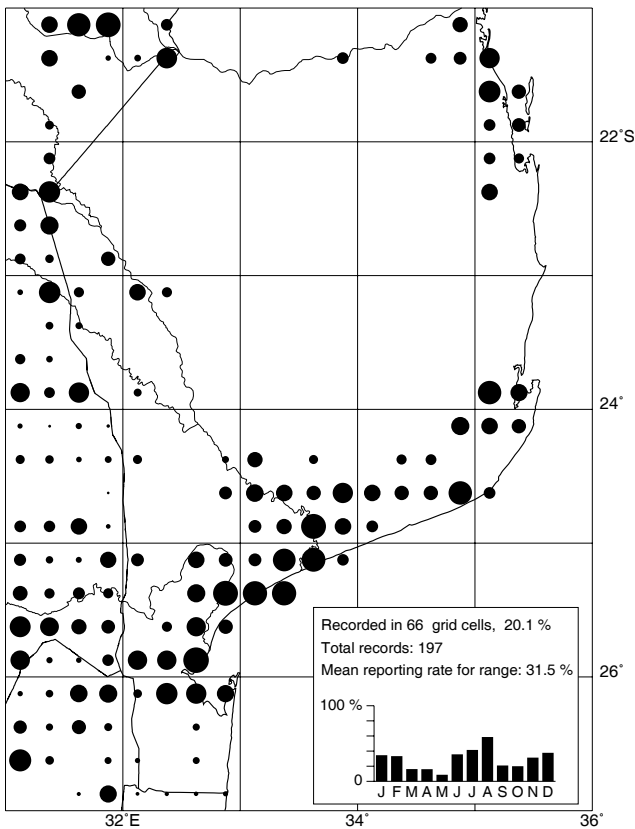 22°S
24°
Recorded in 66 grid cells, 20.1 %
Total records: 197
Mean reporting rate for range: 31.5 %
26°
100 %
0
J F M A M J J A S O N D
32°E 34° 36°